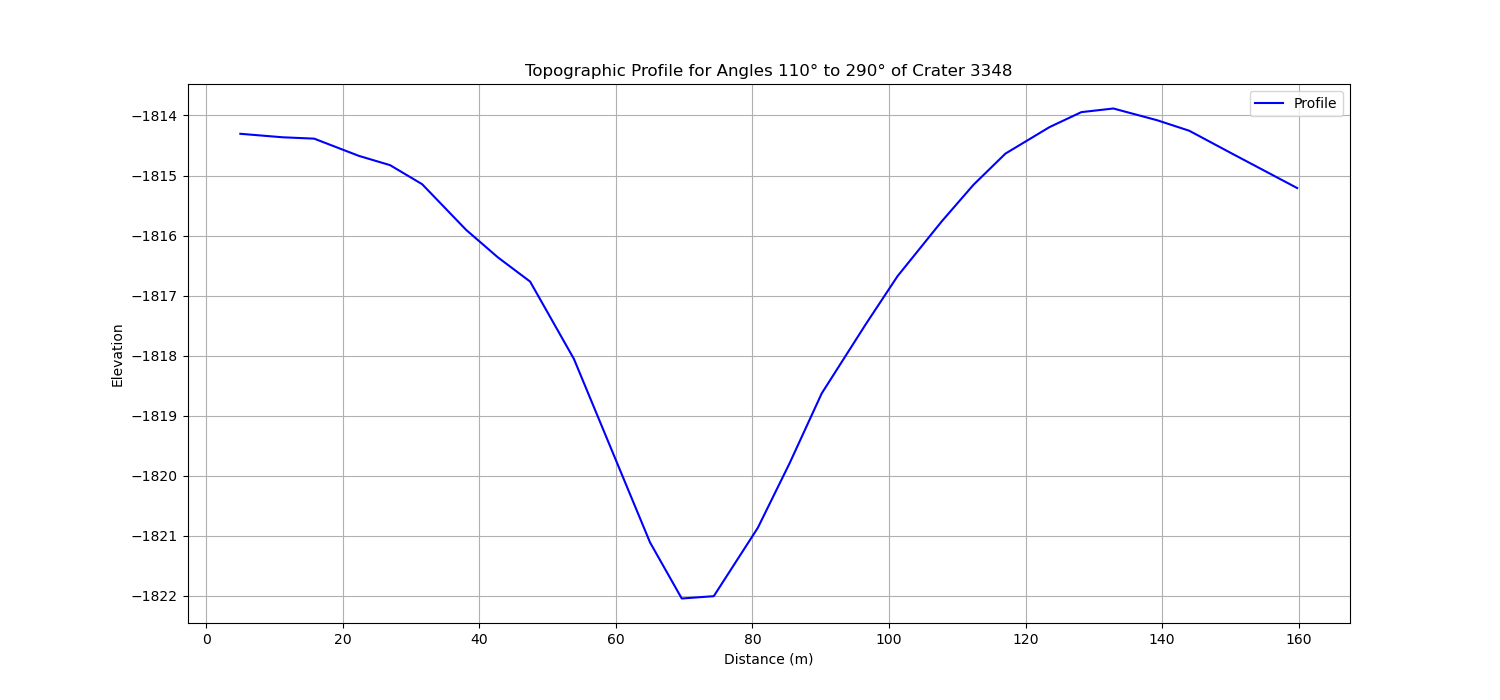 Topographic Profile for Angles 110° to 290° of Crater 3348
Profile
−1814
−1815
−1816
−1817
−1818
−1819
−1820
−1821
−1822
Elevation
0 20 40 60 80 100 120 140 160
Distance (m)